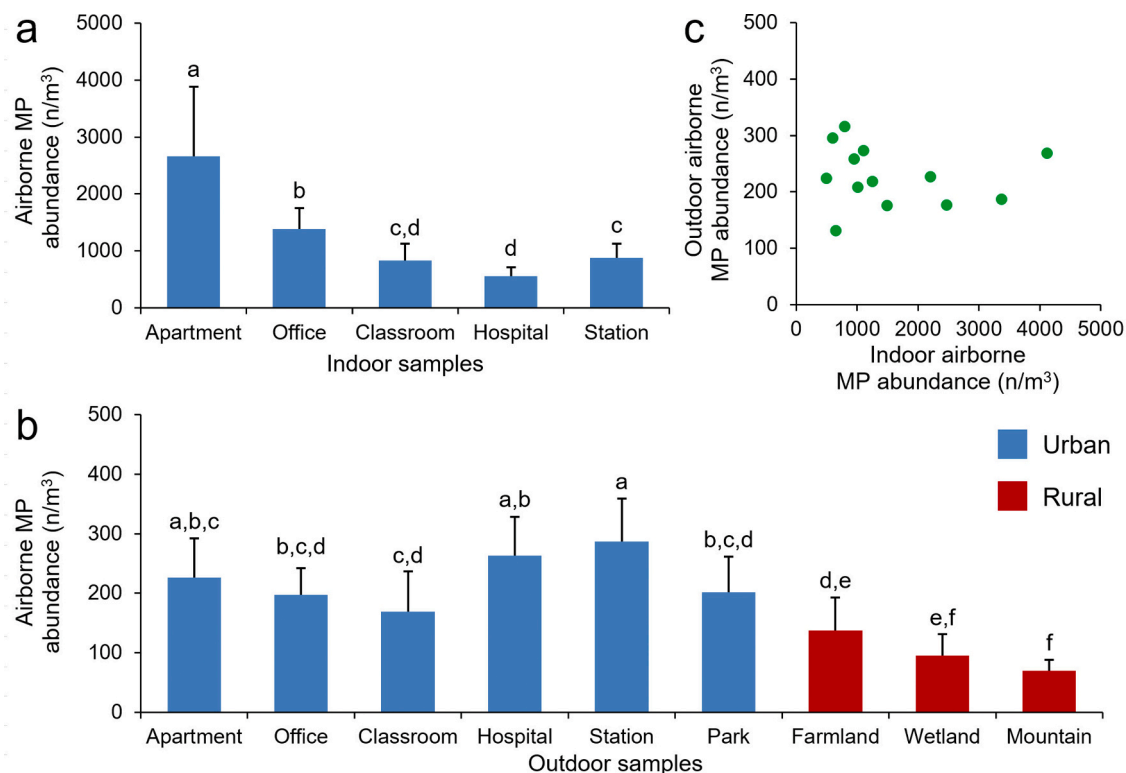 a
5000
4000
3000
2000
1000
0
Airborne MP
abundance (n/m³)
a
b
c,d
d
c
Apartment Office Classroom Hospital Station
Indoor samples
c
500
400
300
200
100
0
Outdoor airborne
MP abundance (n/m³)
0 1000 2000 3000 4000 5000
Indoor airborne
MP abundance (n/m³)
b
500
400
300
200
100
0
Airborne MP
abundance (n/m³)
a,b,c
b,c,d
c,d
a,b
a
b,c,d
d,e
e,f
f
Urban
Rural
Apartment Office Classroom Hospital Station Park Farmland Wetland Mountain
Outdoor samples